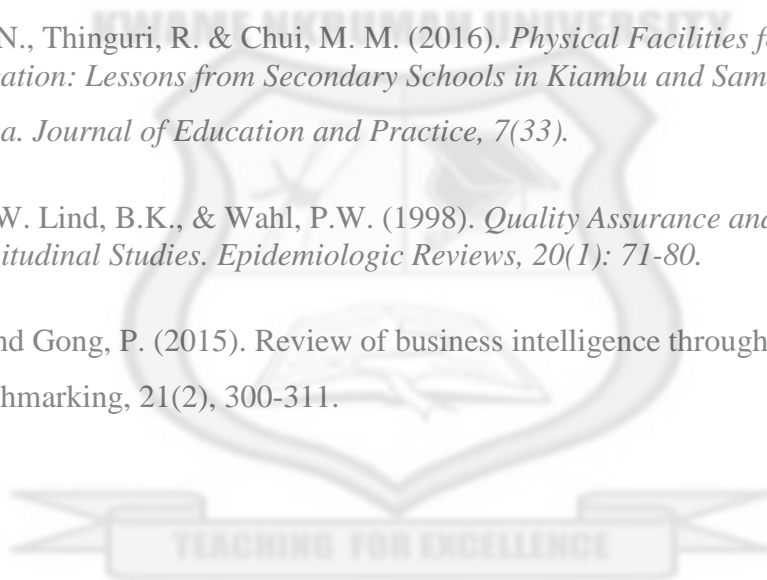 KWAME NKRUMAH UNIVERSITY
N., Thinguri, R. & Chui, M. M. (2016). Physical Facilities fo
ation: Lessons from Secondary Schools in Kiambu and Sam
a. Journal of Education and Practice, 7(33).
W. Lind, B.K., & Wahl, P.W. (1998). Quality Assurance and
itudinal Studies. Epidemiologic Reviews, 20(1): 71-80.
nd Gong, P. (2015). Review of business intelligence through
hmarking, 21(2), 300-311.
TEACHING FOR EXCELLENCE